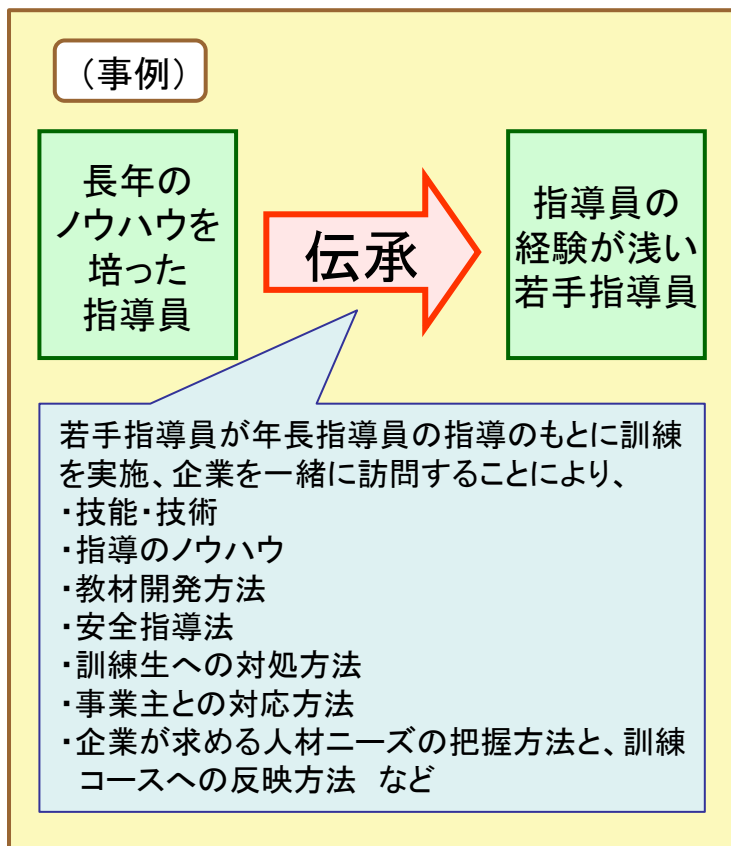 （事例）
長年の
ノウハウを
培った
指導員
伝承
指導員の
経験が浅い
若手指導員
若手指導員が年長指導員の指導のもとに訓練
を実施、企業を一緒に訪問することにより、
・技能・技術
・指導のノウハウ
・教材開発方法
・安全指導法
・訓練生への対処方法
・事業主との対応方法
・企業が求める人材ニーズの把握方法と、訓練
コースへの反映方法　など